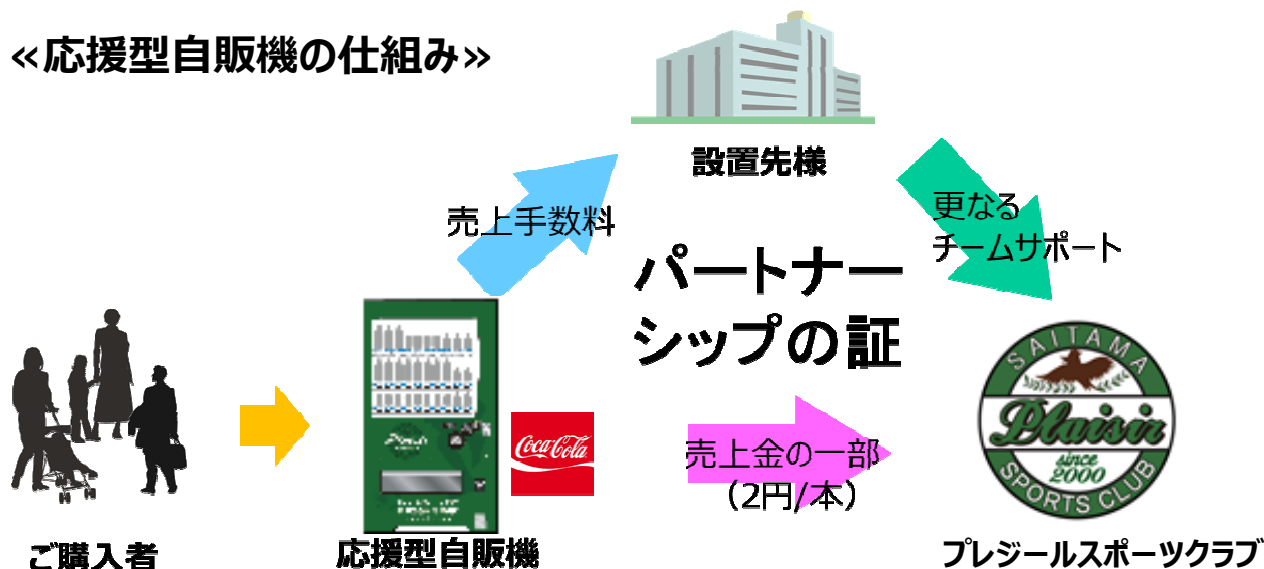 ≪応援型自販機の仕組み≫
設置先様
売上手数料
更なる
チームサポート
パートナー
シップの証
SAITAMA
Plaisir
since
2000
SPORTS CLUB
Coca-Cola
売上金の一部
（2円/本）
ご購入者
応援型自販機
プレジールスポーツクラブ